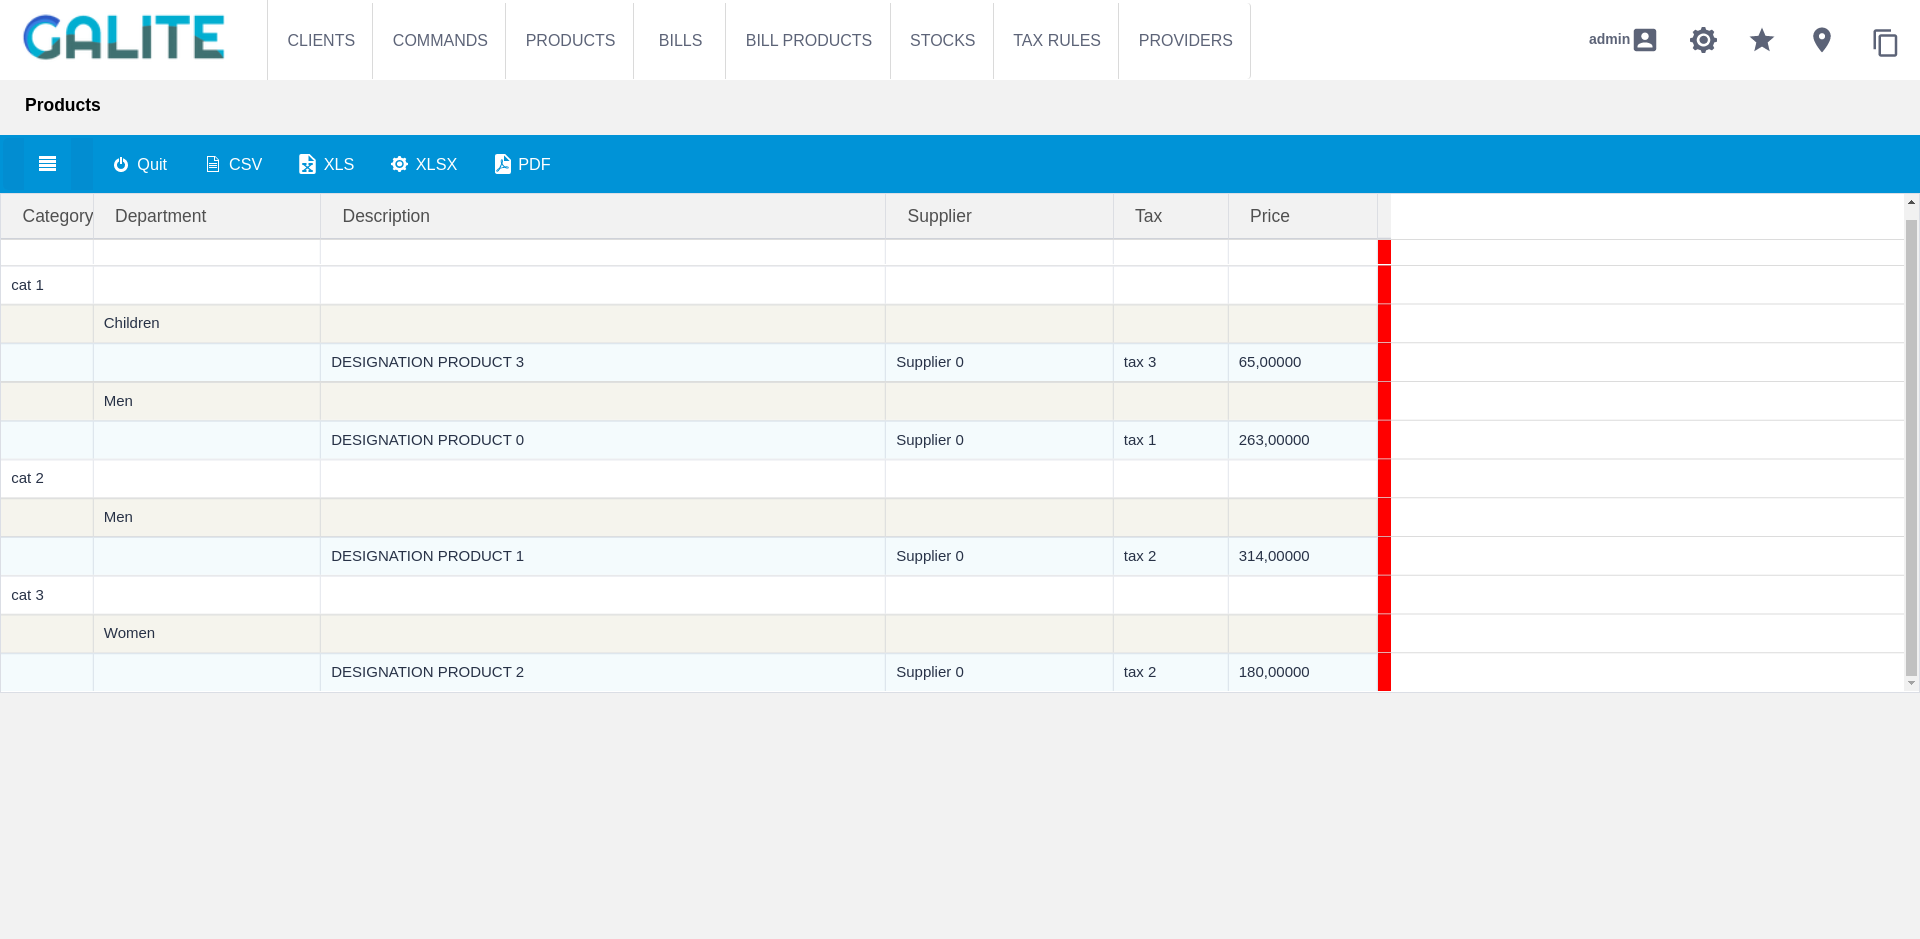 GALITE CLIENTS COMMANDS PRODUCTS BILLS BILL PRODUCTS STOCKS TAX RULES PROVIDERS admin
Products
Quit CSV XLS XLSX PDF
Category Department Description Supplier Tax Price
cat 1
Children
DESIGNATION PRODUCT 3 Supplier 0 tax 3 65,00000
Men
DESIGNATION PRODUCT 0 Supplier 0 tax 1 263,00000
cat 2
Men
DESIGNATION PRODUCT 1 Supplier 0 tax 2 314,00000
cat 3
Women
DESIGNATION PRODUCT 2 Supplier 0 tax 2 180,00000